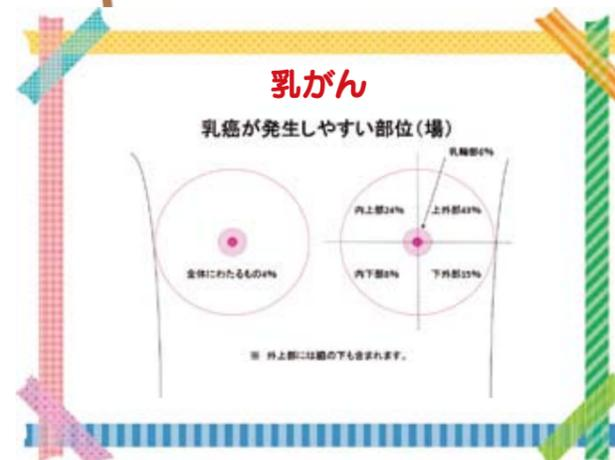 乳がん
乳癌が発生しやすい部位(場)
乳輪部6%
内上部24%
上外部43%
全体にわたるもの4%
内下部8%
下外部15%
※ 外上部には脇の下も含まれます。